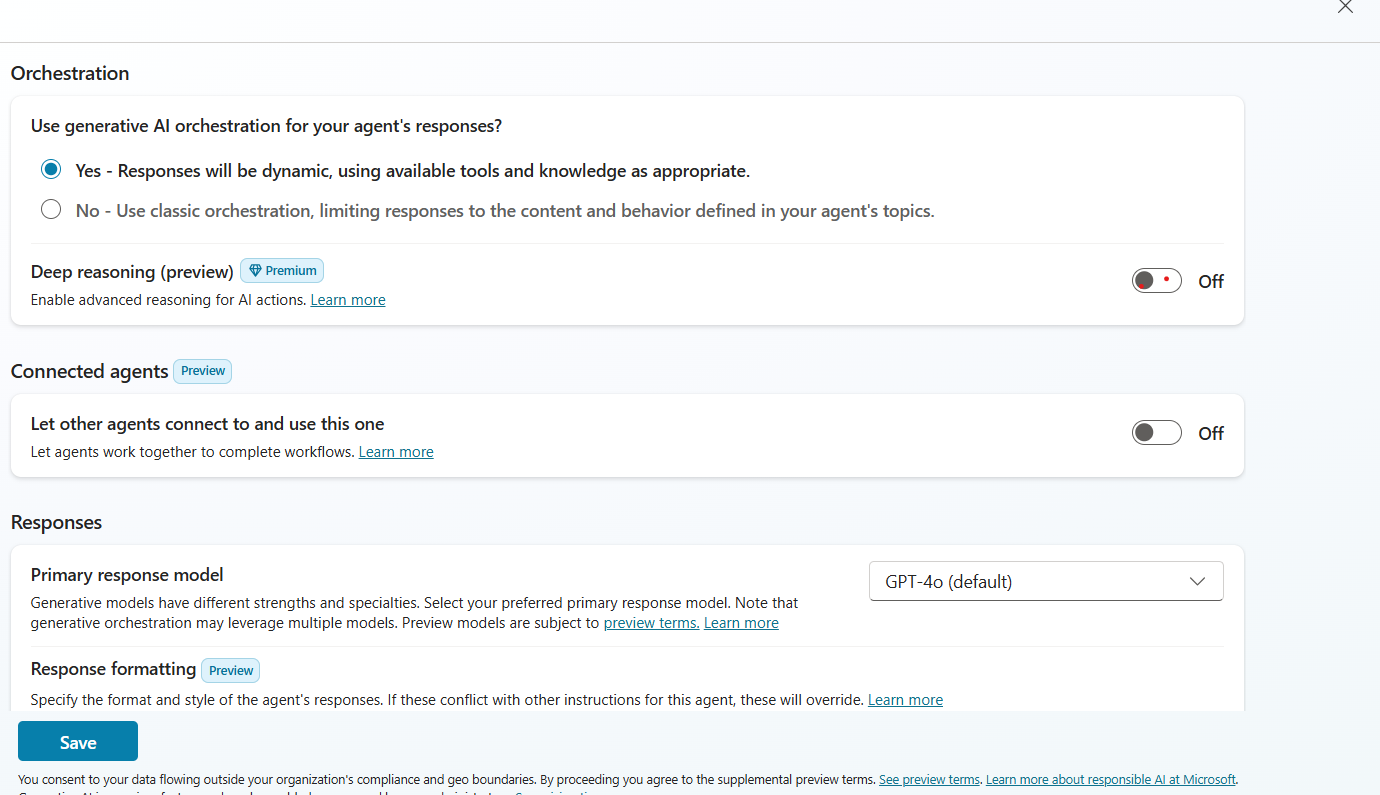 Orchestration
Use generative AI orchestration for your agent's responses?
Yes - Responses will be dynamic, using available tools and knowledge as appropriate.
No - Use classic orchestration, limiting responses to the content and behavior defined in your agent's topics.
Deep reasoning (preview) Premium
Off
Enable advanced reasoning for AI actions. Learn more
Connected agents Preview
Let other agents connect to and use this one
Off
Let agents work together to complete workflows. Learn more
Responses
Primary response model
GPT-4o (default)
Generative models have different strengths and specialties. Select your preferred primary response model. Note that
generative orchestration may leverage multiple models. Preview models are subject to preview terms. Learn more
Response formatting Preview
Specify the format and style of the agent's responses. If these conflict with other instructions for this agent, these will override. Learn more
Save
You consent to your data flowing outside your organization's compliance and geo boundaries. By proceeding you agree to the supplemental preview terms. See preview terms. Learn more about responsible AI at Microsoft.